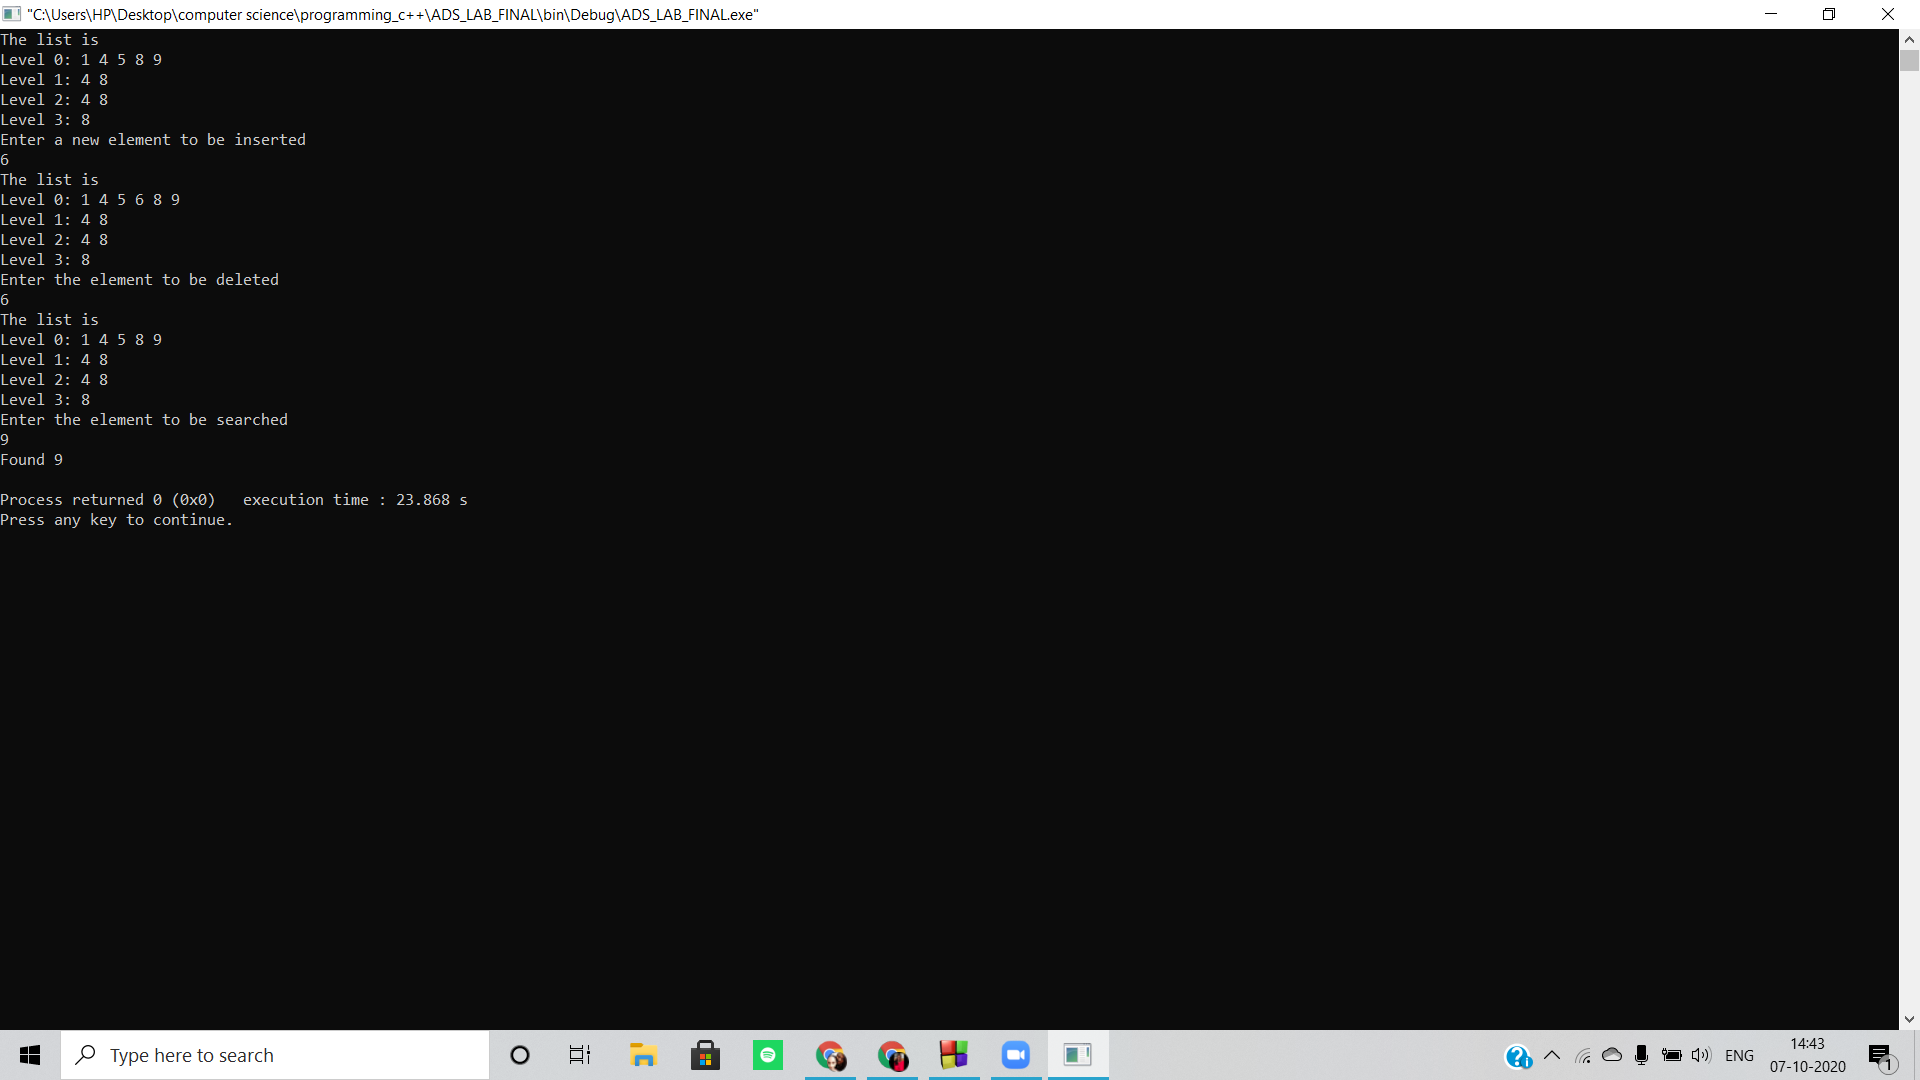 "C:\Users\HP\Desktop\computer science\programming_c++\ADS_LAB_FINAL\bin\Debug\ADS_LAB_FINAL.exe"
The list is
Level 0: 1 4 5 8 9
Level 1: 4 8
Level 2: 4 8
Level 3: 8
Enter a new element to be inserted
6
The list is
Level 0: 1 4 5 6 8 9
Level 1: 4 8
Level 2: 4 8
Level 3: 8
Enter the element to be deleted
6
The list is
Level 0: 1 4 5 8 9
Level 1: 4 8
Level 2: 4 8
Level 3: 8
Enter the element to be searched
9
Found 9
Process returned 0 (0x0)   execution time : 23.868 s
Press any key to continue.
Type here to search
ENG
14:43
07-10-2020
1